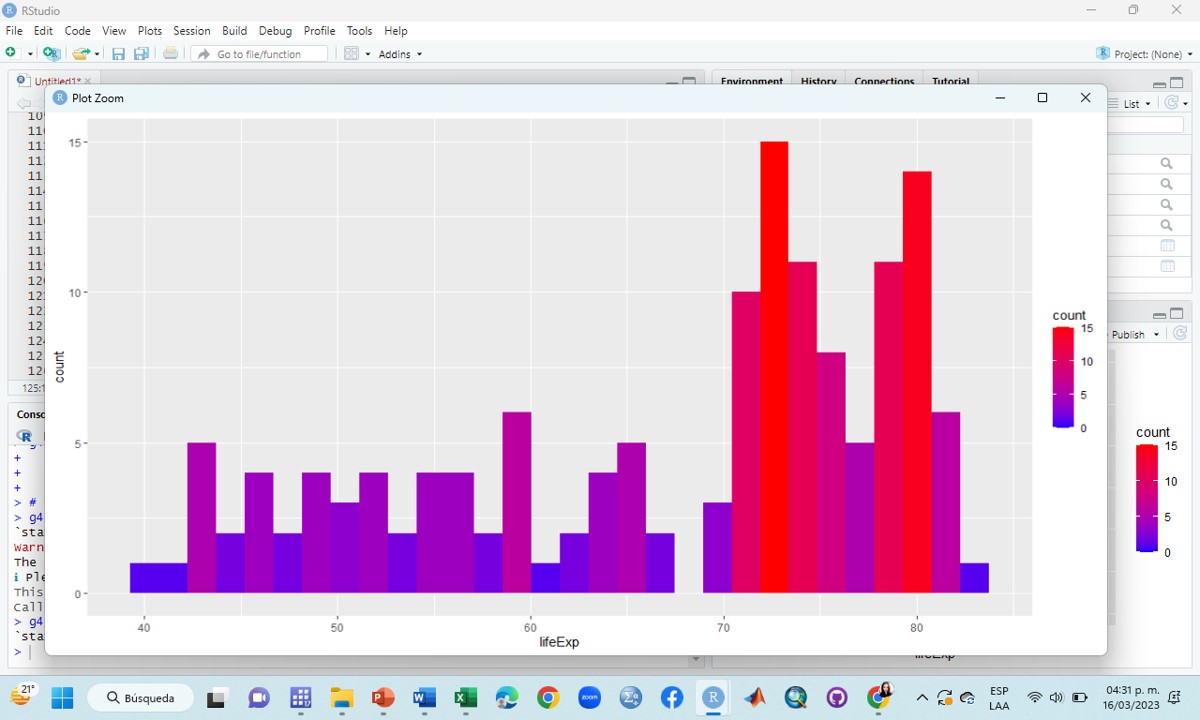 RStudio
File Edit Code View Plots Session Build Debug Profile Tools Help
Go to file/function Addins Project: (None)
Untitled1* Environment History Connections Tutorial
Plot Zoom
List
15
10
5
0
count
40 50 60 70 80
lifeExp
count
15
10
5
0
Publish
count
15
10
5
0
125:1
+
+
+
> #
> g4
`sta
Warn
The
i Ple
This
Call
> g4
`sta
>
21°
Búsqueda
zoom
ESP
LAA
04:31 p. m.
16/03/2023